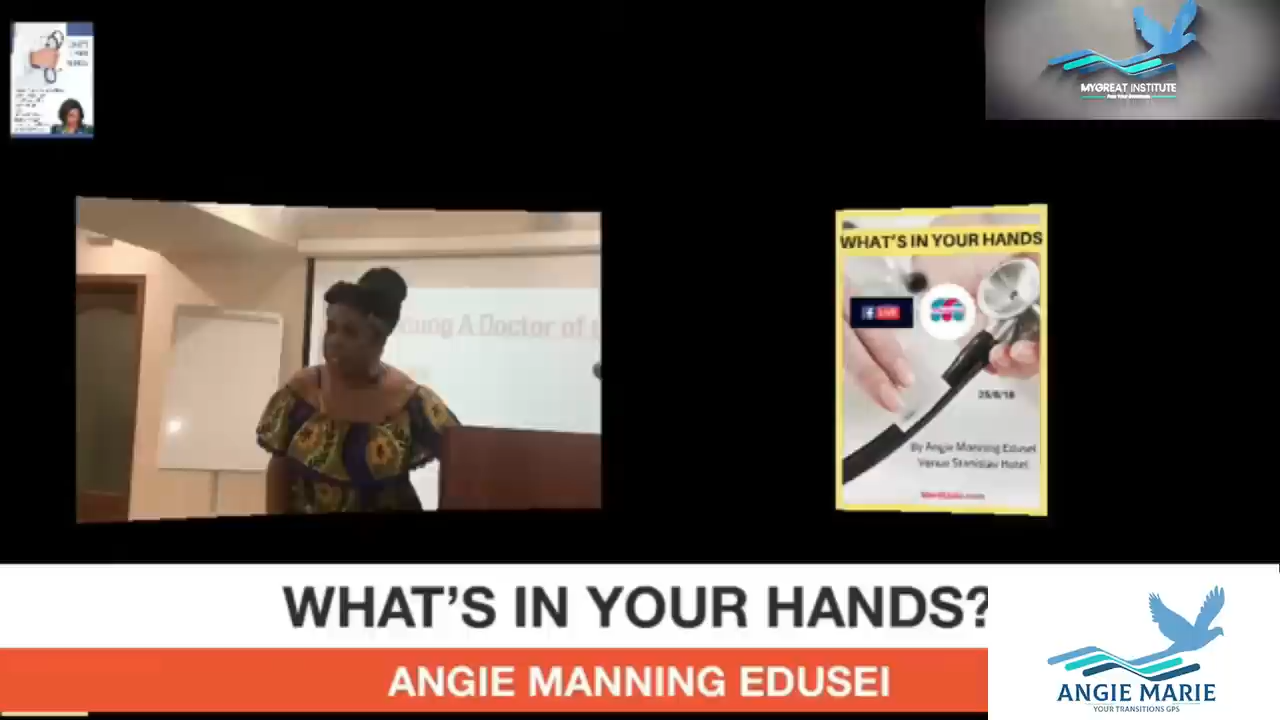 MYGREAT INSTITUTE
A Doctor of
WHAT'S IN YOUR HANDS
LIVE
25/8/18
By Angie Manning Edusei
Venue Stanislav Hotel
WHAT'S IN YOUR HANDS?
ANGIE MANNING EDUSEI
ANGIE MARIE
YOUR TRANSITIONS GPS